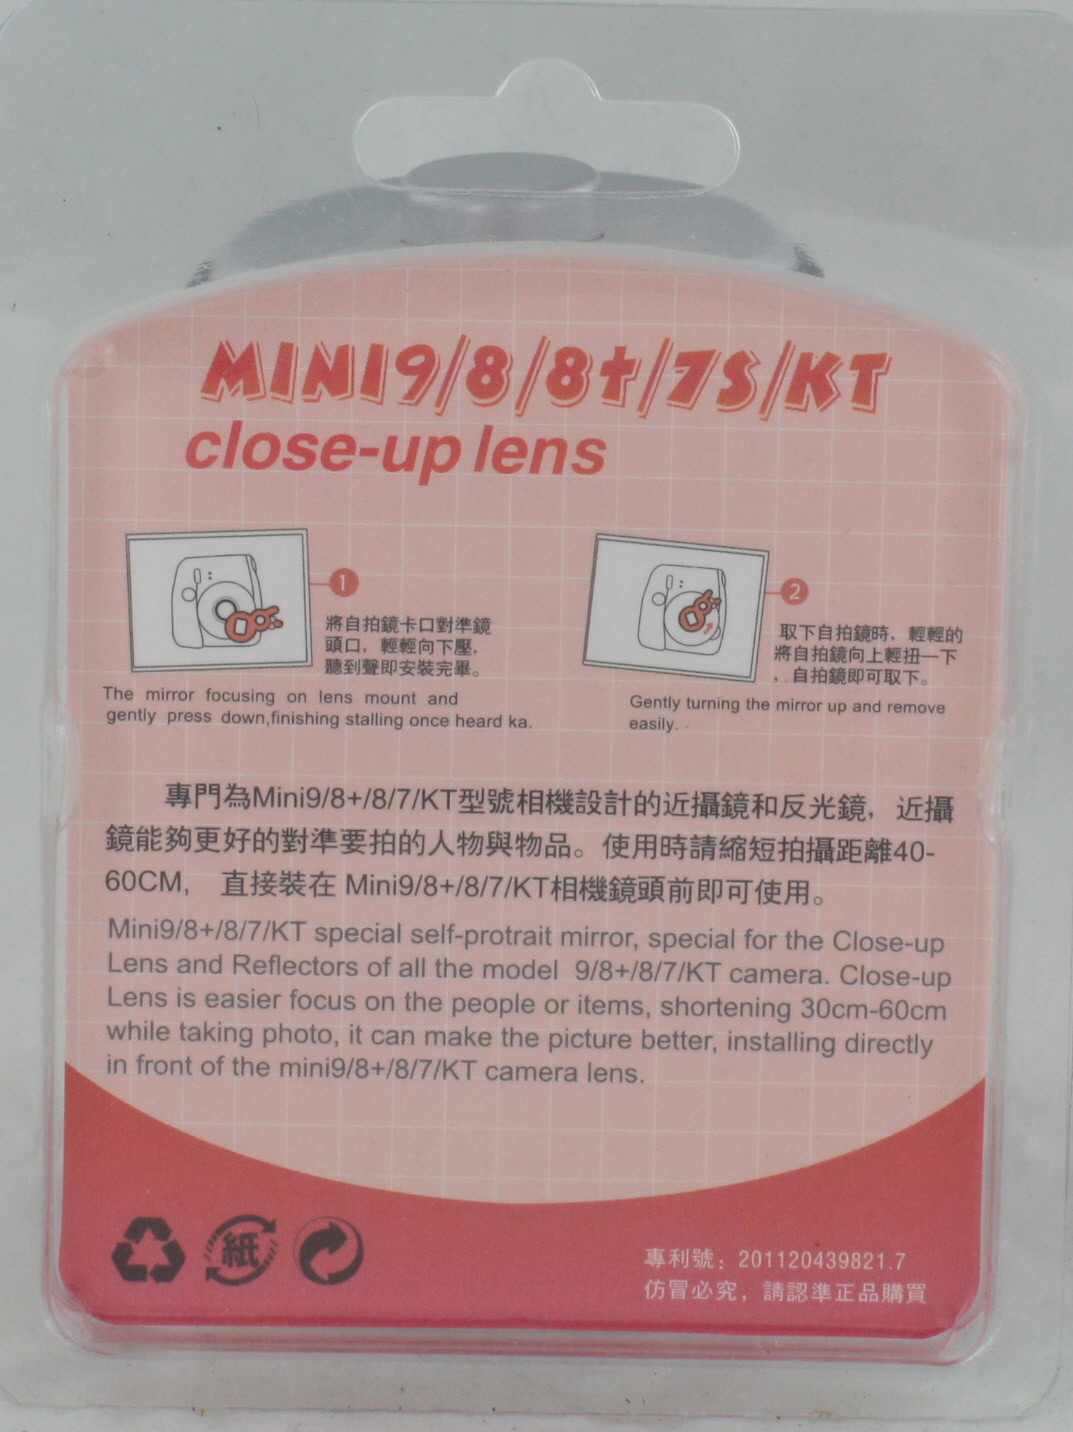 MINI9/8/8+/7S/KT
close-up lens
1
將自拍鏡卡口對準鏡
頭口，輕輕向下壓，
聽到聲即安裝完畢。
The mirror focusing on lens mount and
gently press down,finishing stalling once heard ka.
2
取下自拍鏡時，輕輕的
將自拍鏡向上輕扭一下
，自拍鏡即可取下。
Gently turning the mirror up and remove
easily.
專門為Mini9/8+/8/7/KT型號相機設計的近攝鏡和反光鏡，近攝
鏡能夠更好的對準要拍的人物與物品。使用時請縮短拍攝距離40-
60CM， 直接裝在 Mini9/8+/8/7/KT相機鏡頭前即可使用。
Mini9/8+/8/7/KT special self-protrait mirror, special for the Close-up
Lens and Reflectors of all the model 9/8+/8/7/KT camera. Close-up
Lens is easier focus on the people or items, shortening 30cm-60cm
while taking photo, it can make the picture better, installing directly
in front of the mini9/8+/8/7/KT camera lens.
紙
專利號：201120439821.7
仿冒必究，請認準正品購買